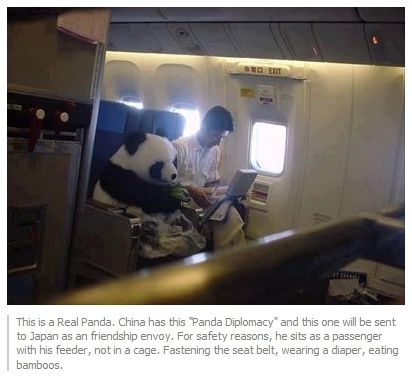 非常口 EXIT
This is a Real Panda. China has this "Panda Diplomacy" and this one will be sent
to Japan as an friendship envoy. For safety reasons, he sits as a passenger
with his feeder, not in a cage. Fastening the seat belt, wearing a diaper, eating
bamboos.